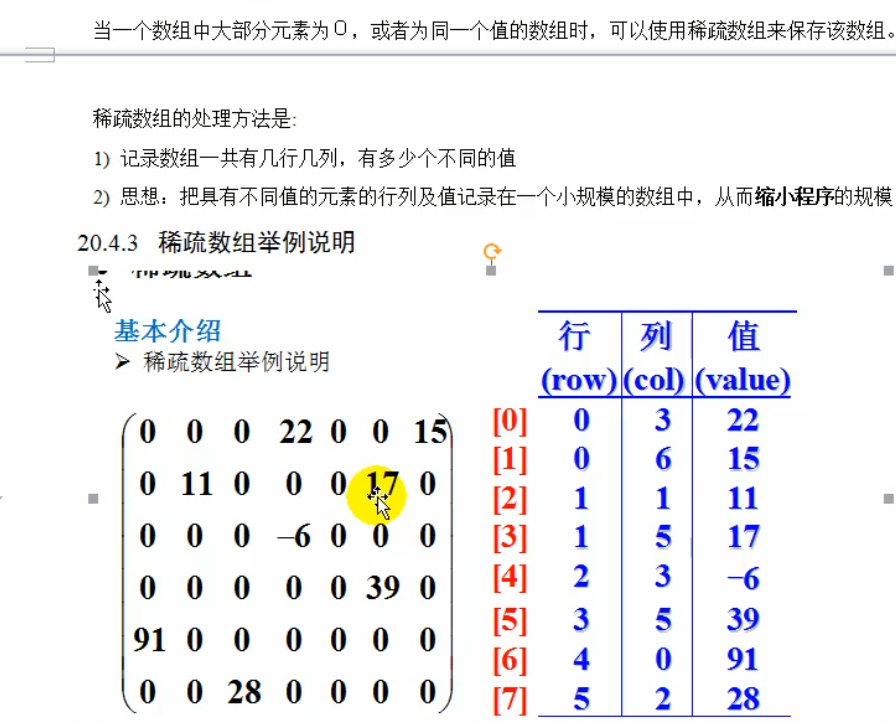 当一个数组中大部分元素为０，或者为同一个值的数组时，可以使用稀疏数组来保存该数组。
稀疏数组的处理方法是:
1) 记录数组一共有几行几列，有多少个不同的值
2) 思想：把具有不同值的元素的行列及值记录在一个小规模的数组中，从而缩小程序的规模
20.4.3 稀疏数组举例说明
稀疏数组
基本介绍
➢ 稀疏数组举例说明
0 0 0 22 0 0 15
0 11 0 0 0 17 0
0 0 0 −6 0 0 0
0 0 0 0 0 39 0
91 0 0 0 0 0 0
0 0 28 0 0 0 0
行 列 值
(row) (col) (value)
[0] 0 3 22
[1] 0 6 15
[2] 1 1 11
[3] 1 5 17
[4] 2 3 −6
[5] 3 5 39
[6] 4 0 91
[7] 5 2 28